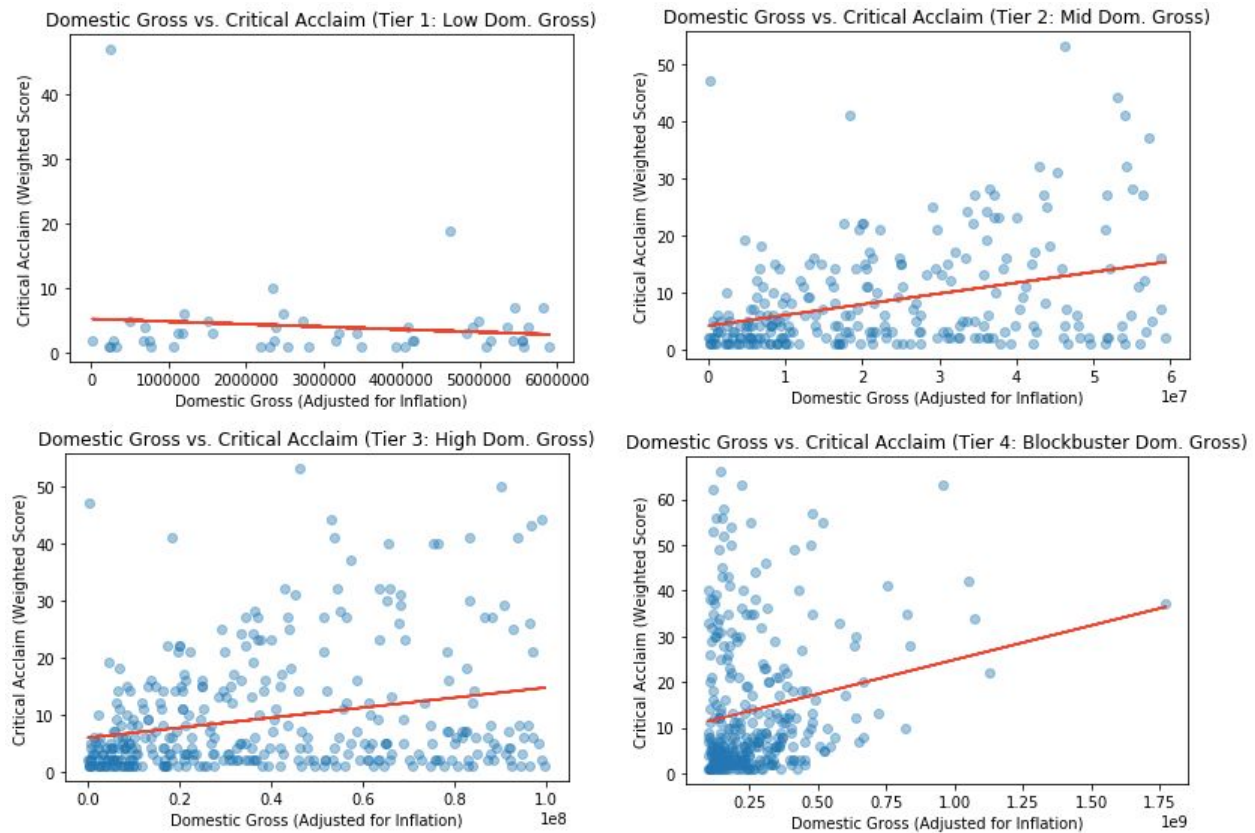 Domestic Gross vs. Critical Acclaim (Tier 1: Low Dom. Gross)
Critical Acclaim (Weighted Score)
40
30
20
10
0
0 1000000 2000000 3000000 4000000 5000000 6000000
Domestic Gross (Adjusted for Inflation)
Domestic Gross vs. Critical Acclaim (Tier 2: Mid Dom. Gross)
Critical Acclaim (Weighted Score)
50
40
30
20
10
0
0 1 2 3 4 5 6
1e7
Domestic Gross (Adjusted for Inflation)
Domestic Gross vs. Critical Acclaim (Tier 3: High Dom. Gross)
Critical Acclaim (Weighted Score)
50
40
30
20
10
0
0.0 0.2 0.4 0.6 0.8 1.0
1e8
Domestic Gross (Adjusted for Inflation)
Domestic Gross vs. Critical Acclaim (Tier 4: Blockbuster Dom. Gross)
Critical Acclaim (Weighted Score)
60
50
40
30
20
10
0
0.25 0.50 0.75 1.00 1.25 1.50 1.75
1e9
Domestic Gross (Adjusted for Inflation)